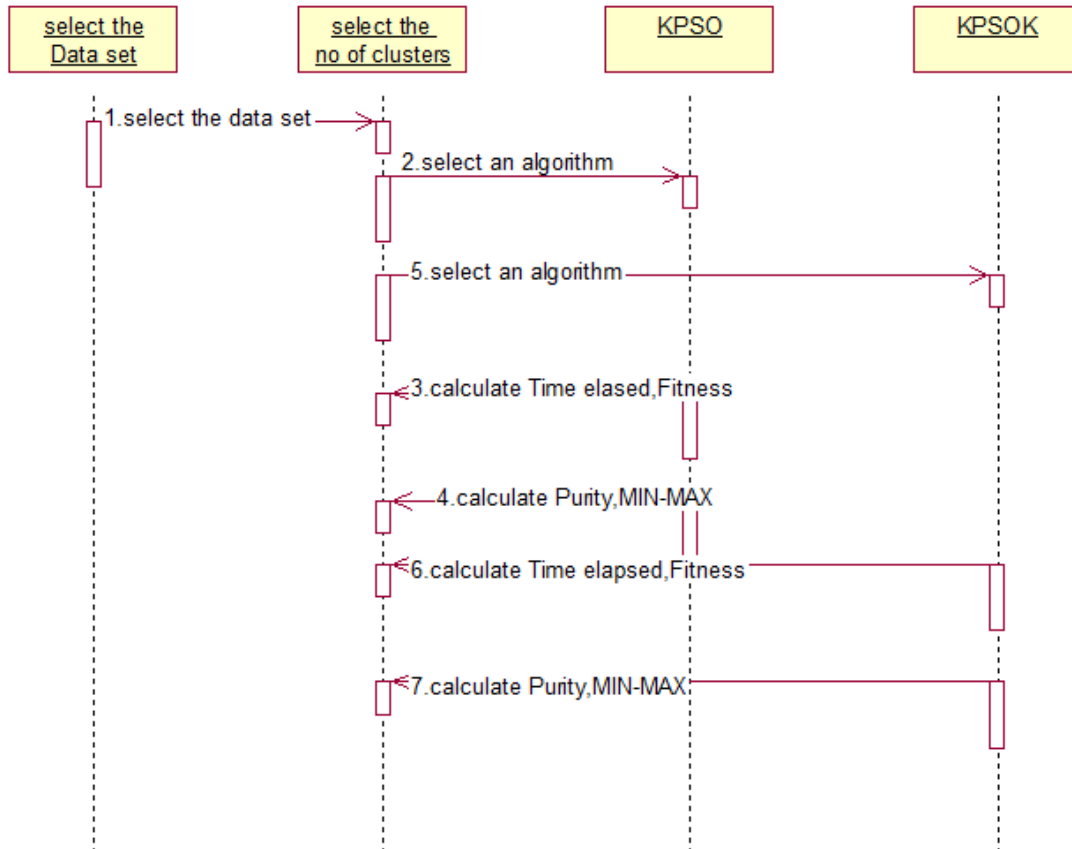 select the
Data set
select the
no of clusters
KPSO
KPSOK
1.select the data set
2.select an algorithm
5.select an algorithm
3.calculate Time elased,Fitness
4.calculate Purity,MIN-MAX
6.calculate Time elapsed,Fitness
7.calculate Purity,MIN-MAX